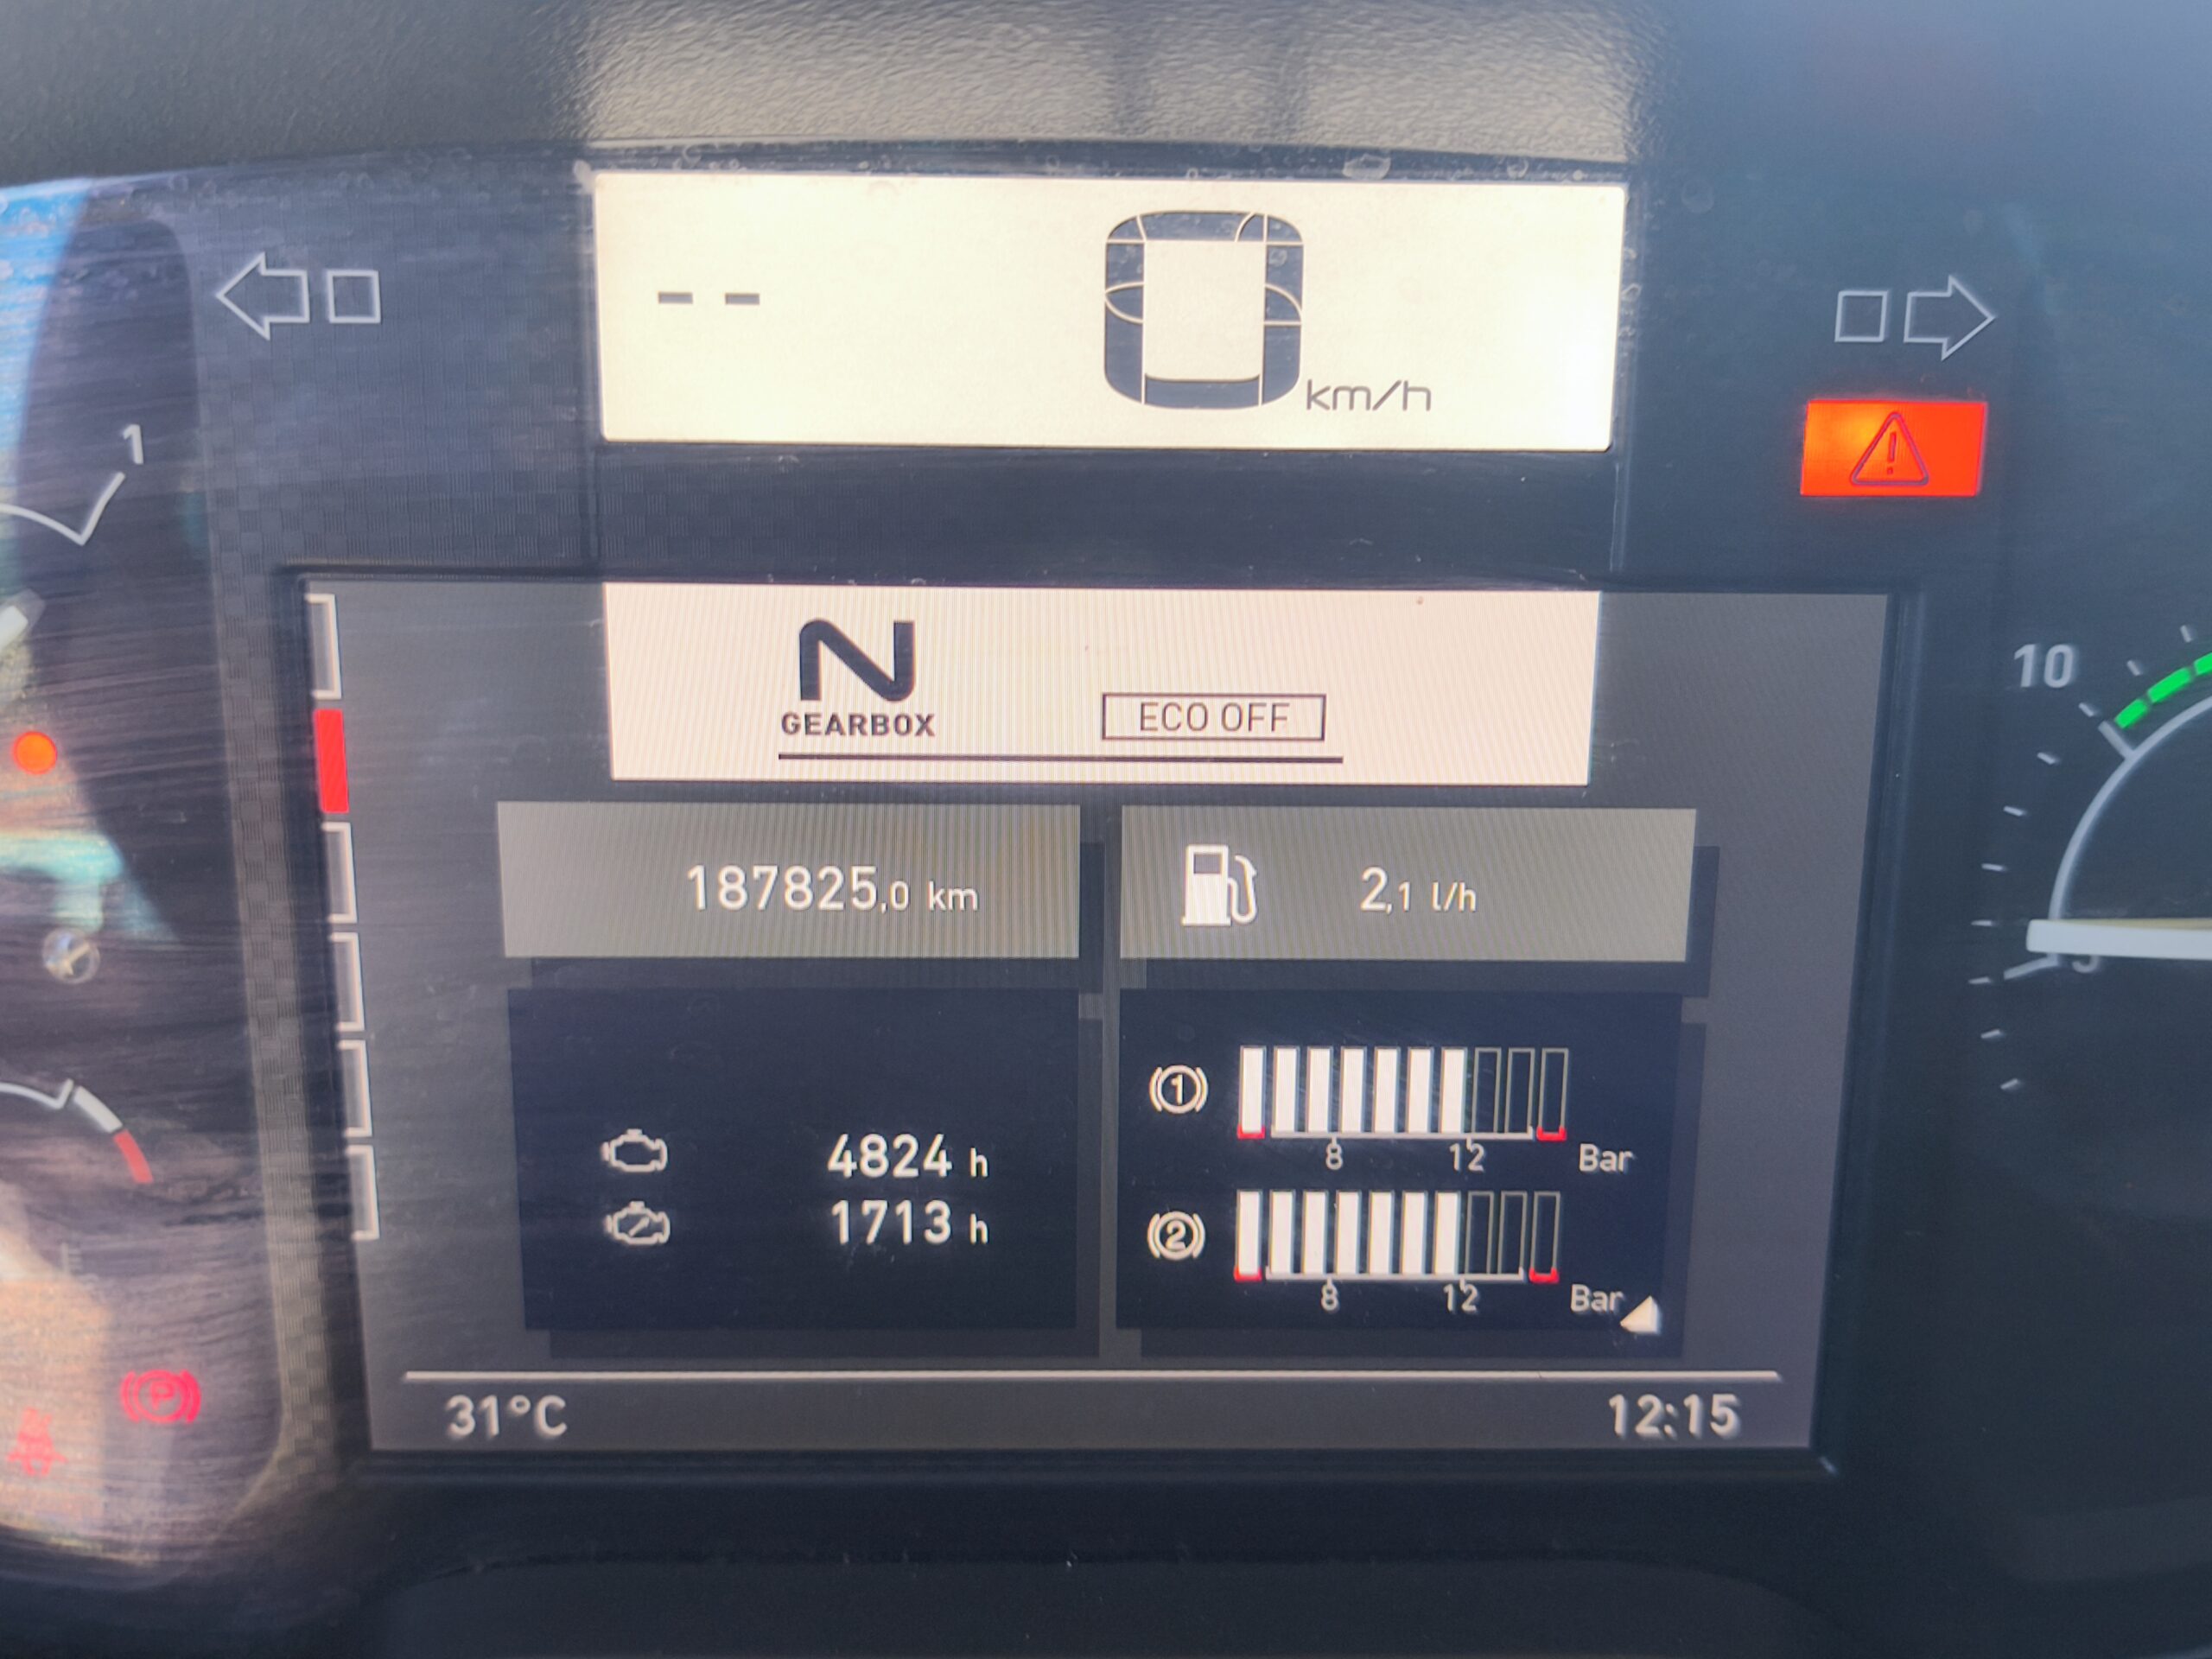 1
-- 0 km/h
10
N
GEARBOX
ECO OFF
187825,0 km
2,1 l/h
4824 h
1713 h
1
8 12 Bar
2
8 12 Bar
P
31°C
12:15